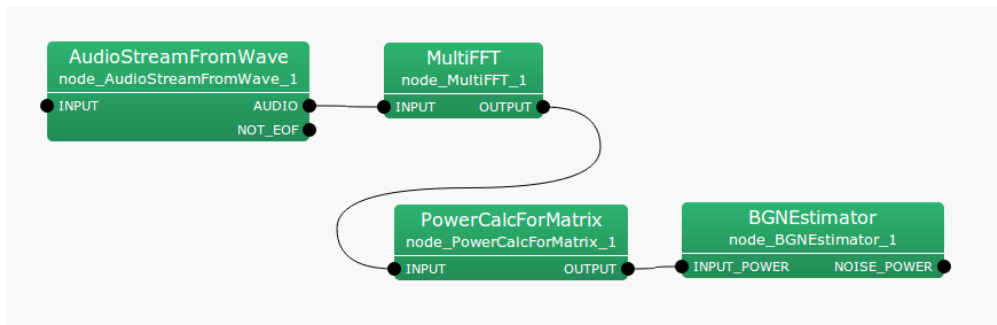 AudioStreamFromWave
node_AudioStreamFromWave_1
INPUT AUDIO
NOT_EOF
MultiFFT
node_MultiFFT_1
INPUT OUTPUT
PowerCalcForMatrix
node_PowerCalcForMatrix_1
INPUT OUTPUT
BGNEstimator
node_BGNEstimator_1
INPUT_POWER NOISE_POWER